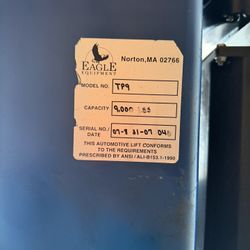 Norton, MA 02766
EAGLE
EQUIPMENT
MODEL NO. TP9
CAPACITY 9,000
SERIAL NO./
DATE
THIS AUTOMOTIVE LIFT CONFORMS
TO THE REQUIREMENTS
PRESCRIBED BY ANSI / ALI-B153.1-1990